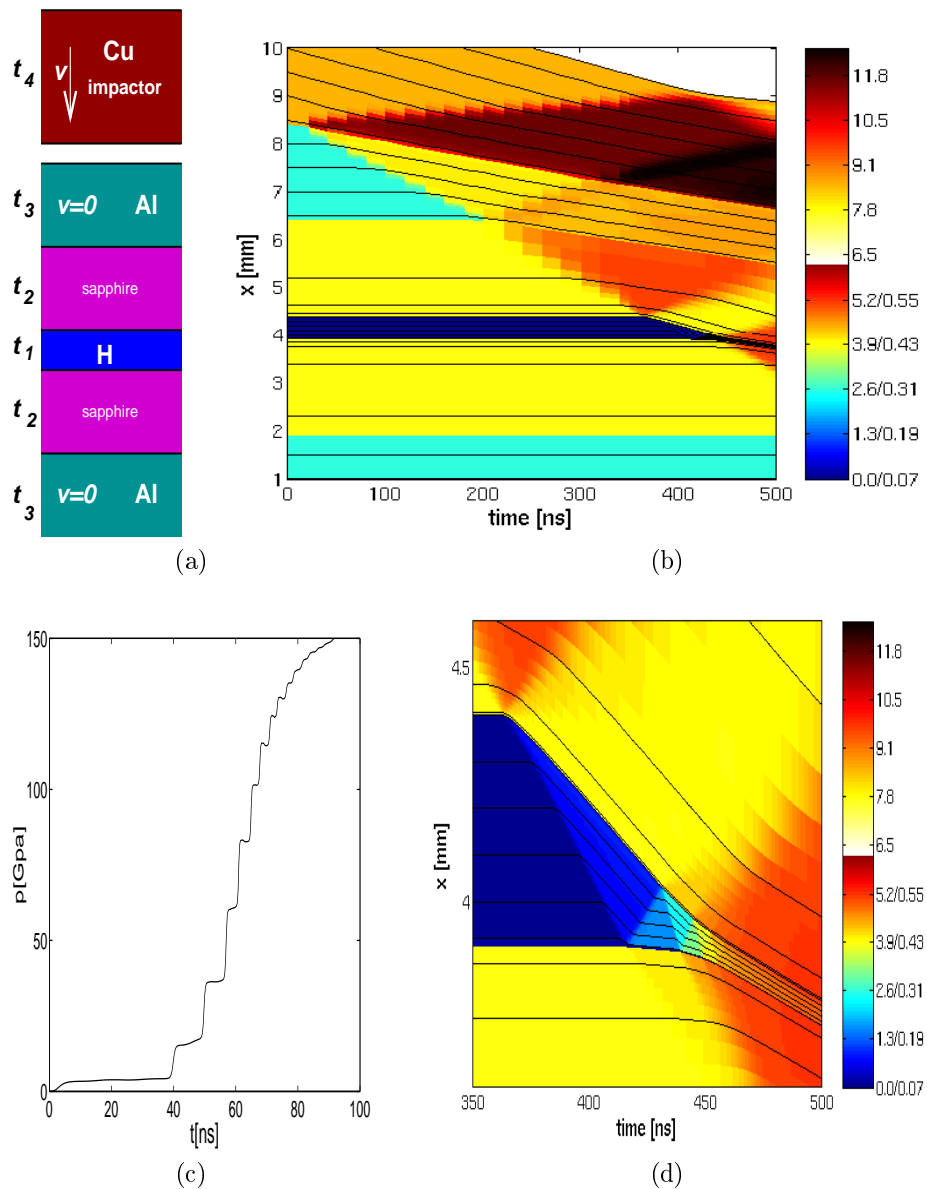 t4
v
Cu
impactor
t3
v=0
Al
t2
sapphire
t1
H
t2
sapphire
t3
v=0
Al
(a)
x [mm]
10
9
8
7
6
5
4
3
2
1
0
100
200
300
400
500
time [ns]
11.8
10.5
9.1
7.8
6.5
5.2/0.55
3.9/0.43
2.6/0.31
1.3/0.19
0.0/0.07
(b)
p[Gpa]
150
100
50
0
0
20
40
60
80
100
t[ns]
(c)
x [mm]
4.5
4
350
400
450
500
time [ns]
11.8
10.5
9.1
7.8
6.5
5.2/0.55
3.9/0.43
2.6/0.31
1.3/0.19
0.0/0.07
(d)